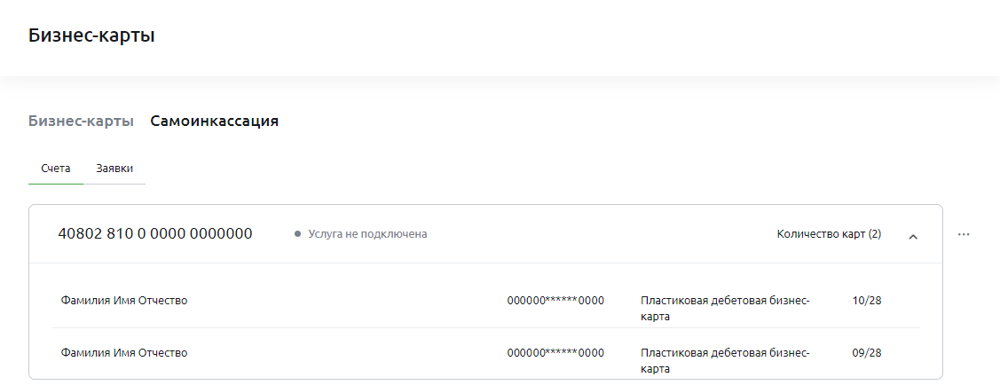 Бизнес-карты
Бизнес-карты Самоинкассация
Счета Заявки
40802 810 0 0000 0000000 Услуга не подключена Количество карт (2)
Фамилия Имя Отчество 000000******0000 Пластиковая дебетовая бизнес- 10/28
карта
Фамилия Имя Отчество 000000******0000 Пластиковая дебетовая бизнес- 09/28
карта